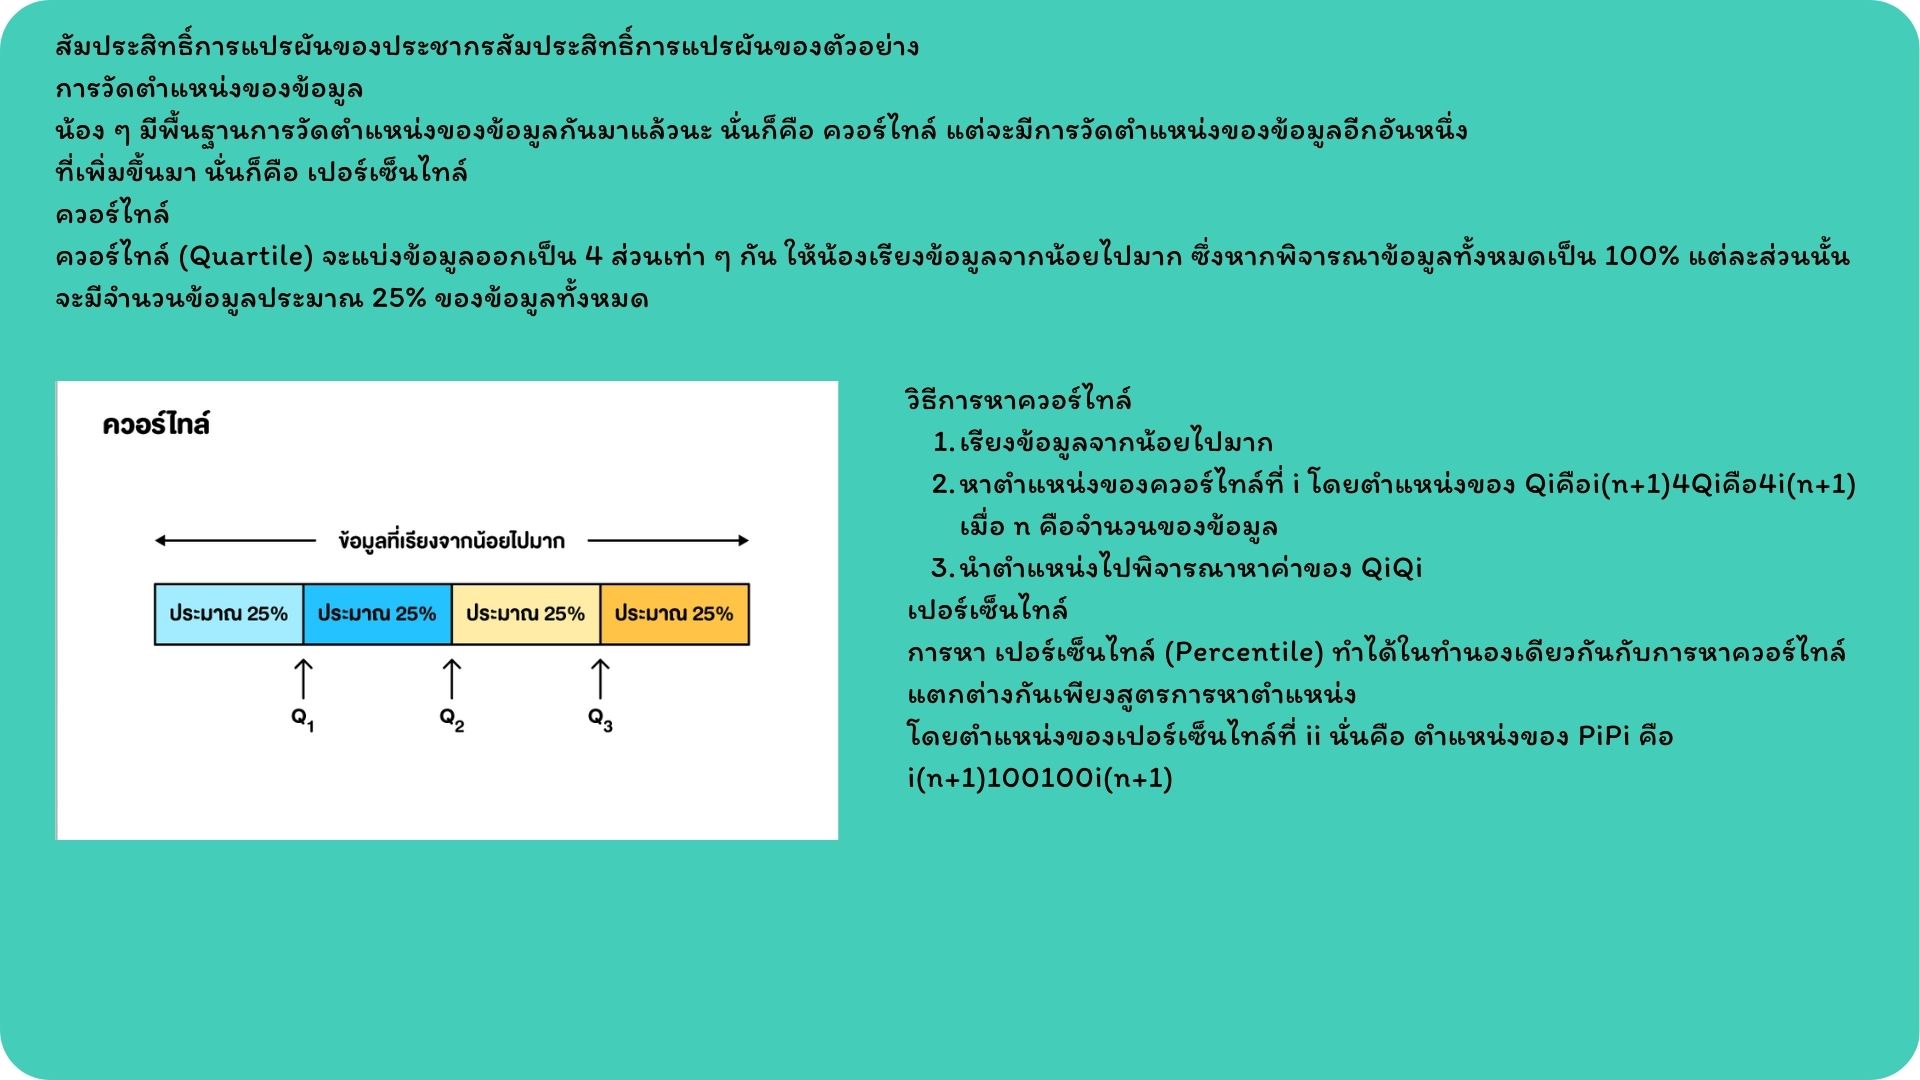 สัมประสิทธิ์การแปรผันของประชากรสัมประสิทธิ์การแปรผันของตัวอย่าง
การวัดตำแหน่งของข้อมูล
น้อง ๆ มีพื้นฐานการวัดตำแหน่งของข้อมูลกันมาแล้วนะ นั่นก็คือ ควอร์ไทล์ แต่จะมีการวัดตำแหน่งของข้อมูลอีกอันหนึ่ง
ที่เพิ่มขึ้นมา นั่นก็คือ เปอร์เซ็นไทล์
ควอร์ไทล์
ควอร์ไทล์ (Quartile) จะแบ่งข้อมูลออกเป็น 4 ส่วนเท่า ๆ กัน ให้น้องเรียงข้อมูลจากน้อยไปมาก ซึ่งหากพิจารณาข้อมูลทั้งหมดเป็น 100% แต่ละส่วนนั้น
จะมีจำนวนข้อมูลประมาณ 25% ของข้อมูลทั้งหมด
ควอร์ไทล์
ข้อมูลที่เรียงจากน้อยไปมาก
ประมาณ 25% ประมาณ 25% ประมาณ 25% ประมาณ 25%
Q1 Q2 Q3
วิธีการหาควอร์ไทล์
1. เรียงข้อมูลจากน้อยไปมาก
2. หาตำแหน่งของควอร์ไทล์ที่ i โดยตำแหน่งของ Qiคือi(n+1)4Qiคือ4i(n+1)
เมื่อ n คือจำนวนของข้อมูล
3. นำตำแหน่งไปพิจารณาหาค่าของ QiQi
เปอร์เซ็นไทล์
การหา เปอร์เซ็นไทล์ (Percentile) ทำได้ในทำนองเดียวกันกับการหาควอร์ไทล์
แตกต่างกันเพียงสูตรการหาตำแหน่ง
โดยตำแหน่งของเปอร์เซ็นไทล์ที่ ii นั่นคือ ตำแหน่งของ PiPi คือ
i(n+1)100100i(n+1)